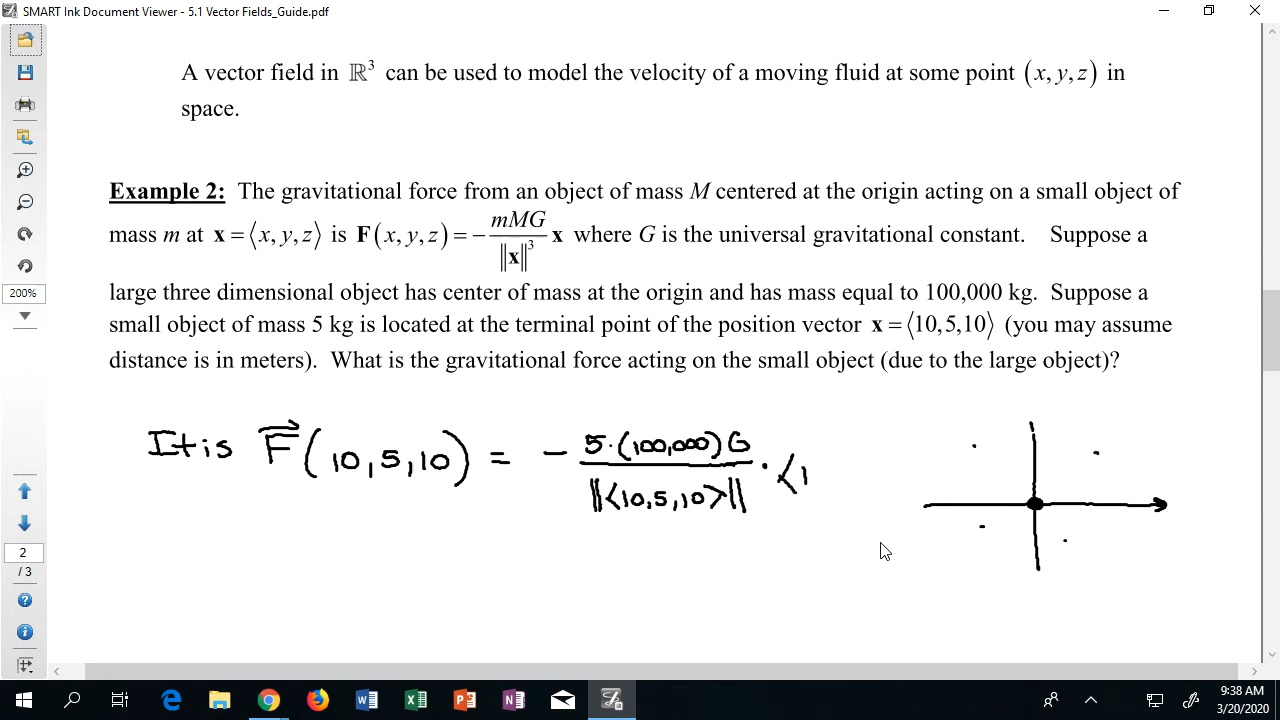 SMART Ink Document Viewer - 5.1 Vector Fields_Guide.pdf
A vector field in ℝ³ can be used to model the velocity of a moving fluid at some point (x, y, z) in
space.
Example 2: The gravitational force from an object of mass M centered at the origin acting on a small object of
mass m at x = ⟨x, y, z⟩ is F(x, y, z) = − mMG / ‖x‖³ x where G is the universal gravitational constant. Suppose a
large three dimensional object has center of mass at the origin and has mass equal to 100,000 kg. Suppose a
small object of mass 5 kg is located at the terminal point of the position vector x = ⟨10, 5, 10⟩ (you may assume
distance is in meters). What is the gravitational force acting on the small object (due to the large object)?
It is F⃗(10, 5, 10) = − 5·(100,000)G / ‖<10,5,10>‖ · <1
200%
2
/ 3
9:38 AM
3/20/2020